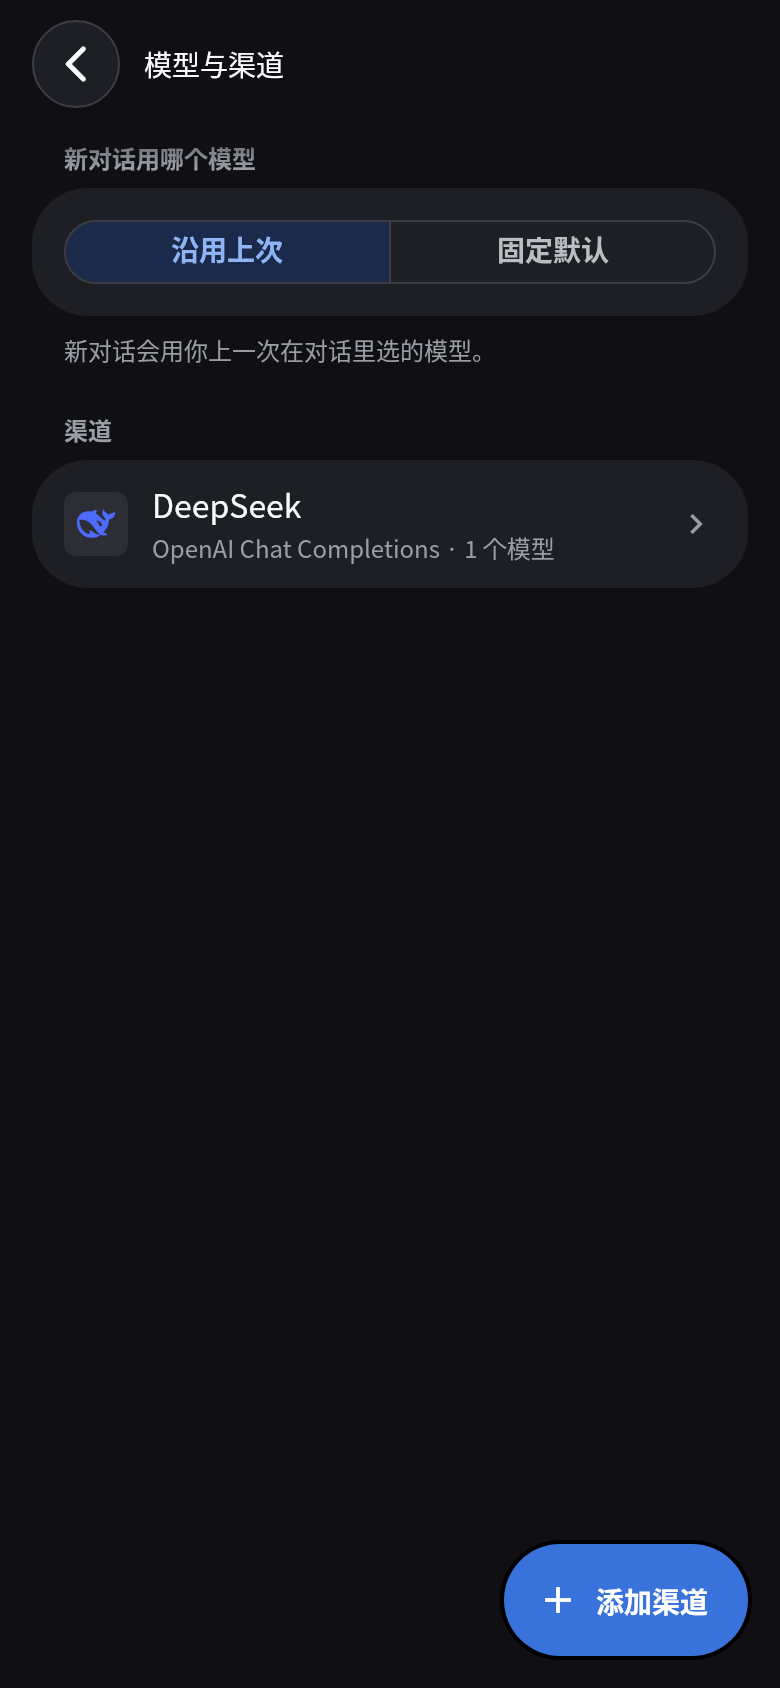 模型与渠道
新对话用哪个模型
沿用上次
固定默认
新对话会用你上一次在对话里选的模型。
渠道
DeepSeek
OpenAI Chat Completions · 1 个模型
添加渠道